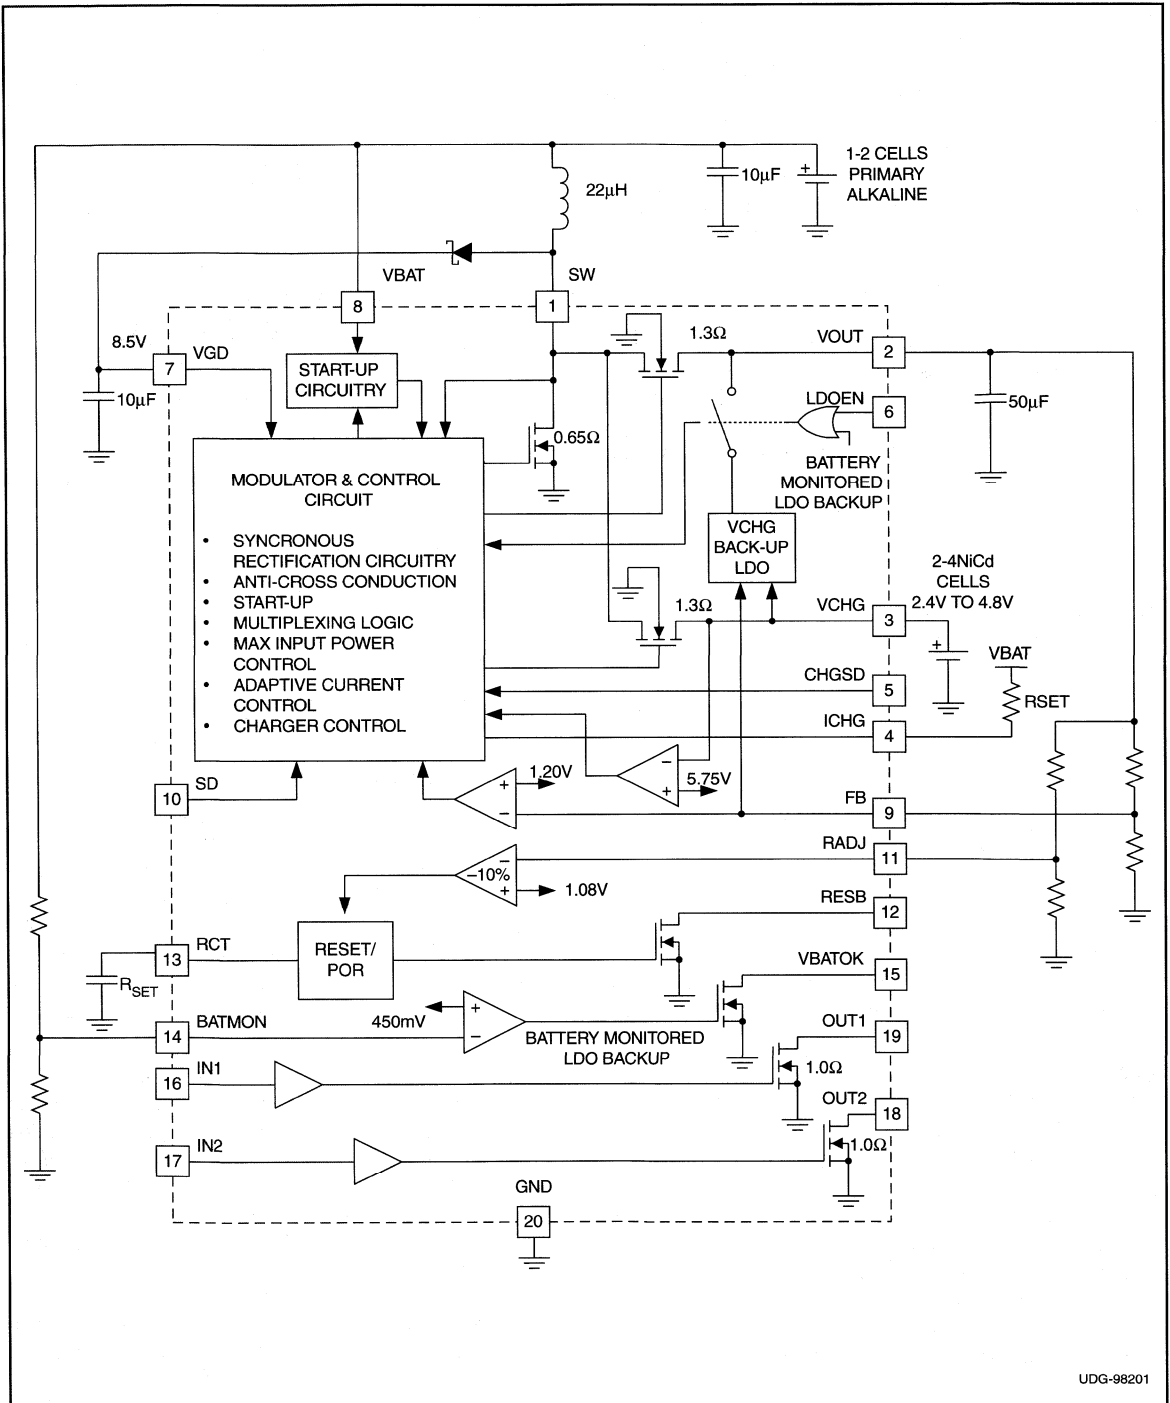 1-2 CELLS
PRIMARY
ALKALINE
10µF
22µH
VBAT
SW
8
1
8.5V
VGD
7
10µF
START-UP
CIRCUITRY
1.3Ω
VOUT
2
LDOEN
6
50µF
0.65Ω
BATTERY
MONITORED
LDO BACKUP
MODULATOR & CONTROL
CIRCUIT
• SYNCRONOUS
RECTIFICATION CIRCUITRY
• ANTI-CROSS CONDUCTION
• START-UP
• MULTIPLEXING LOGIC
• MAX INPUT POWER
CONTROL
• ADAPTIVE CURRENT
CONTROL
• CHARGER CONTROL
VCHG
BACK-UP
LDO
2-4NiCd
CELLS
2.4V TO 4.8V
1.3Ω
VCHG
3
+
VBAT
CHGSD
5
RSET
ICHG
4
–
5.75V
+
1.20V
+
–
SD
10
FB
9
RADJ
11
–
–10%
+
1.08V
RESB
12
RCT
13
RESET/
POR
RSET
VBATOK
15
450mV
+
–
BATMON
14
BATTERY MONITORED
LDO BACKUP
OUT1
19
IN1
16
1.0Ω
OUT2
18
IN2
17
1.0Ω
GND
20
UDG-98201